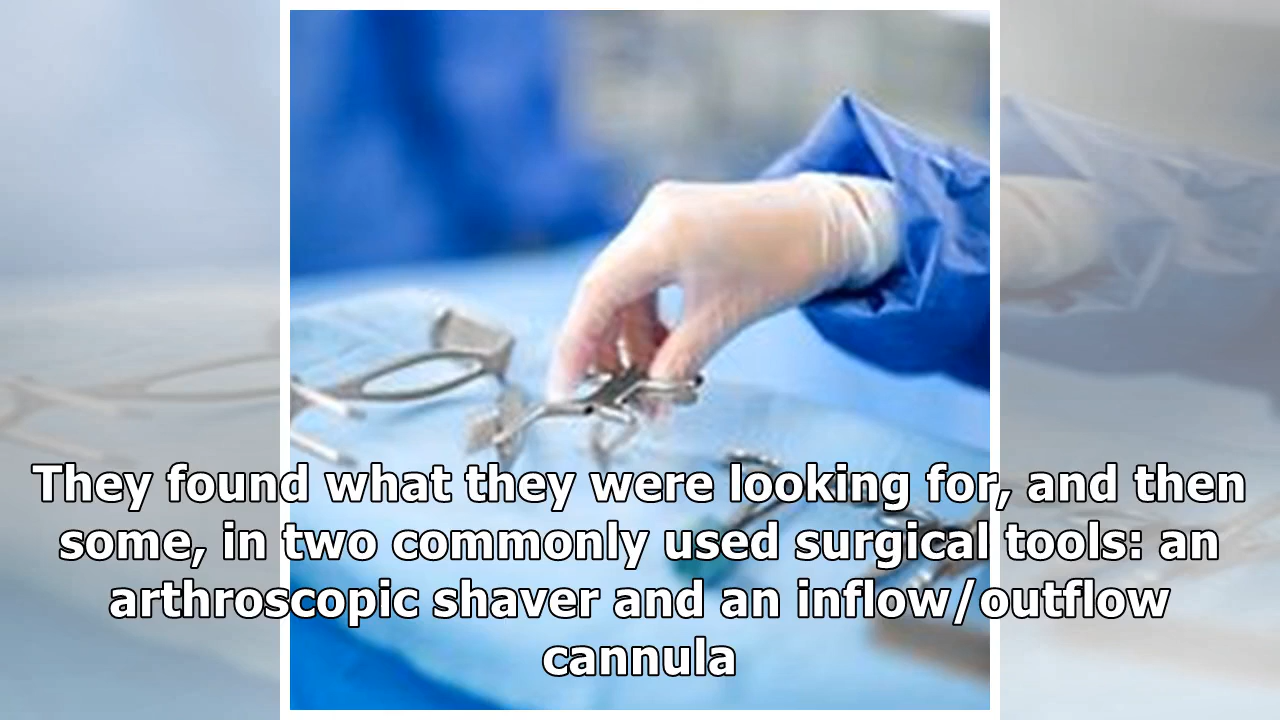 They found what they were looking for, and then
some, in two commonly used surgical tools: an
arthroscopic shaver and an inflow/outflow
cannula